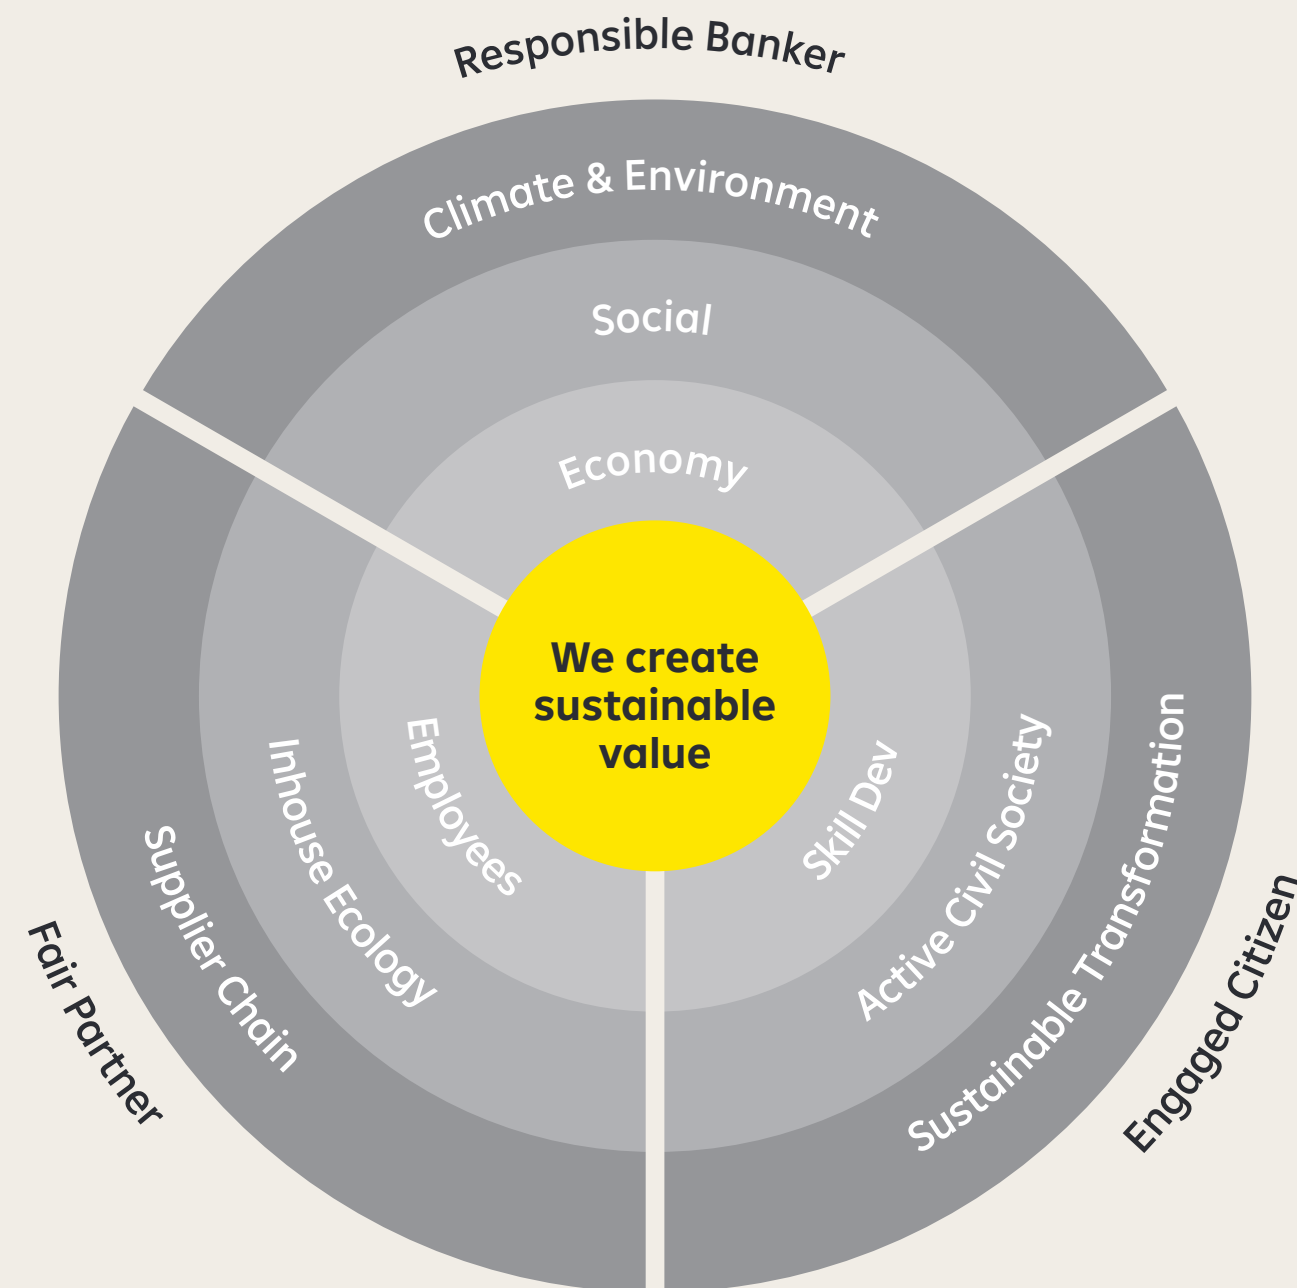 Responsible Banker
Climate & Environment
Social
Economy
We create
sustainable
value
Employees
Inhouse Ecology
Supplier Chain
Fair Partner
Skill Dev
Active Civil Society
Sustainable Transformation
Engaged Citizen